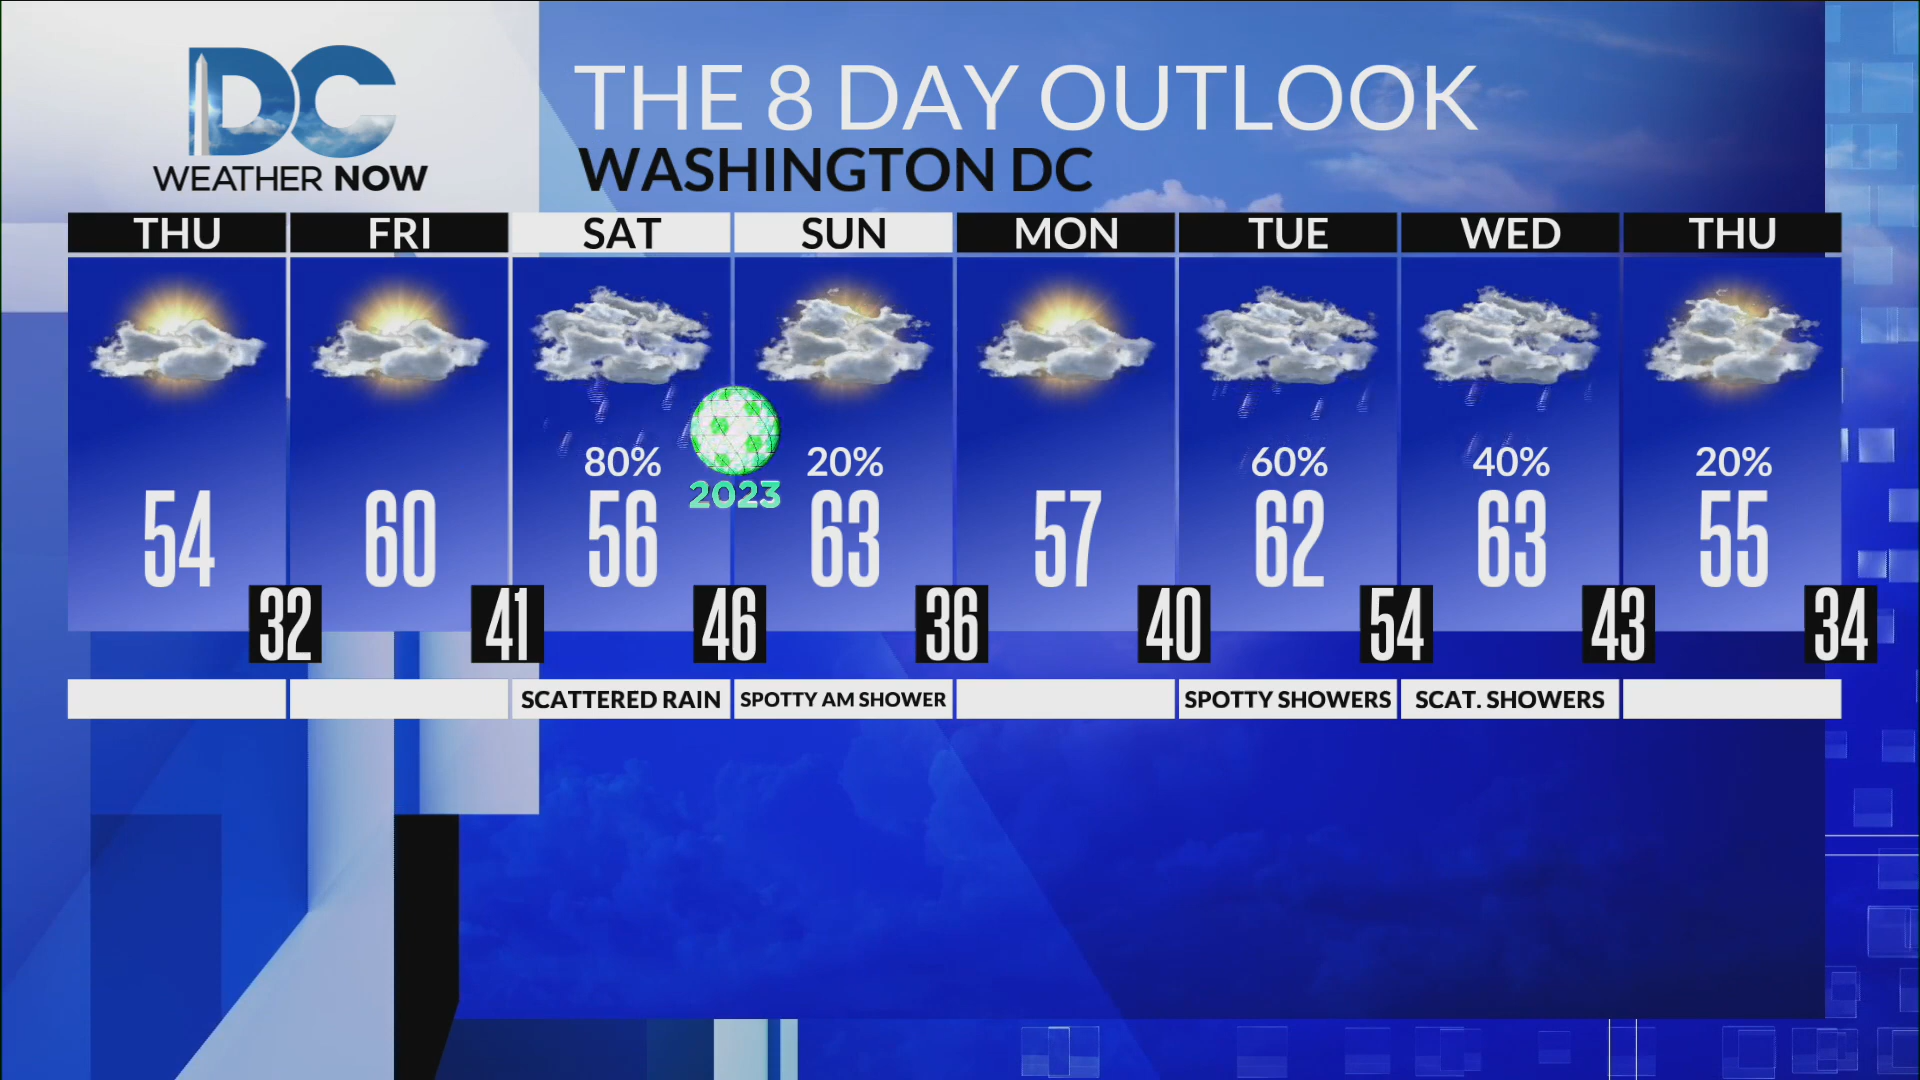 DC
WEATHER NOW
THE 8 DAY OUTLOOK
WASHINGTON DC
THU FRI SAT SUN MON TUE WED THU
80% 20% 60% 40% 20%
2023
54 60 56 63 57 62 63 55
32 41 46 36 40 54 43 34
SCATTERED RAIN SPOTTY AM SHOWER SPOTTY SHOWERS SCAT. SHOWERS